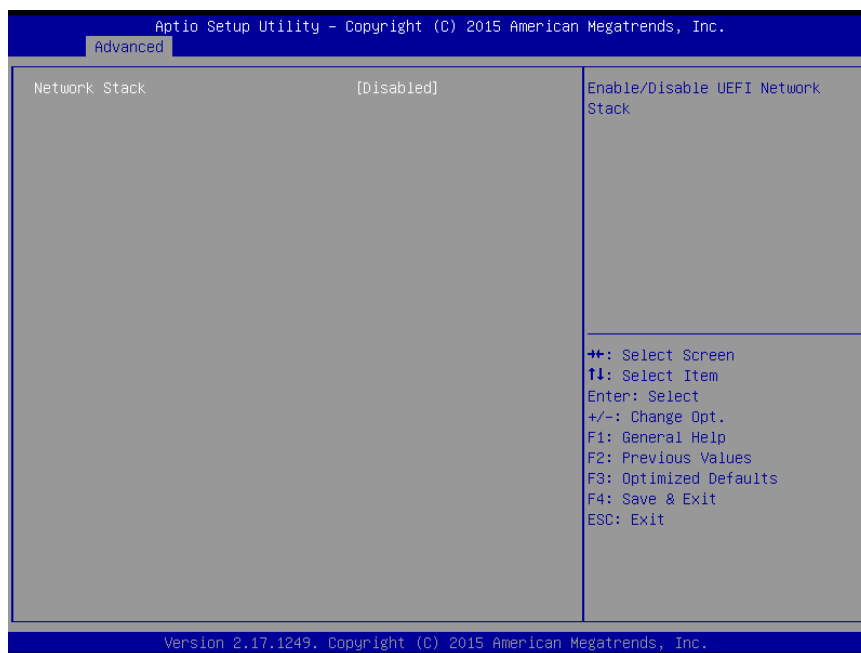 Aptio Setup Utility – Copyright (C) 2015 American Megatrends, Inc.
Advanced
Network Stack [Disabled]
Enable/Disable UEFI Network
Stack
→←: Select Screen
↑↓: Select Item
Enter: Select
+/-: Change Opt.
F1: General Help
F2: Previous Values
F3: Optimized Defaults
F4: Save & Exit
ESC: Exit
Version 2.17.1249. Copyright (C) 2015 American Megatrends, Inc.